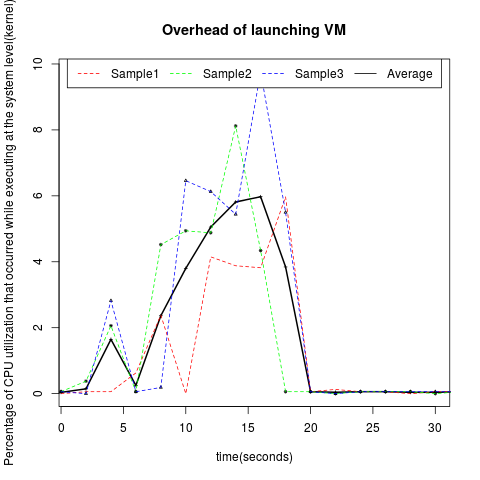 Overhead of launching VM
Percentage of CPU utilization that occurred while executing at the system level(kernel)
Sample1 Sample2 Sample3 Average
10
8
6
4
2
0
0 5 10 15 20 25 30
time(seconds)